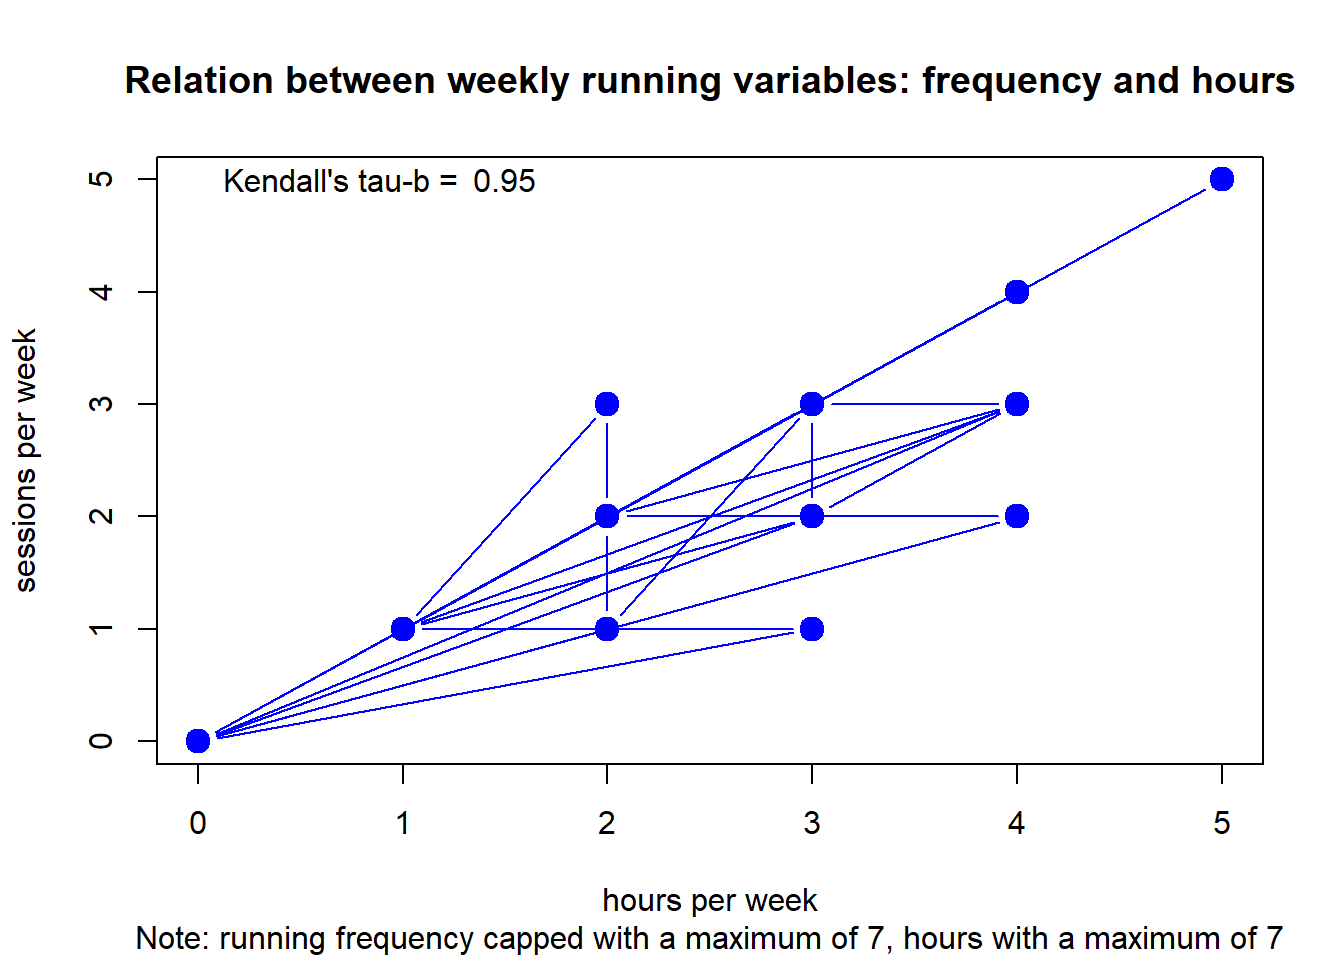 Relation between weekly running variables: frequency and hours
Kendall's tau-b = 0.95
sessions per week
5
4
3
2
1
0
0 1 2 3 4 5
hours per week
Note: running frequency capped with a maximum of 7, hours with a maximum of 7